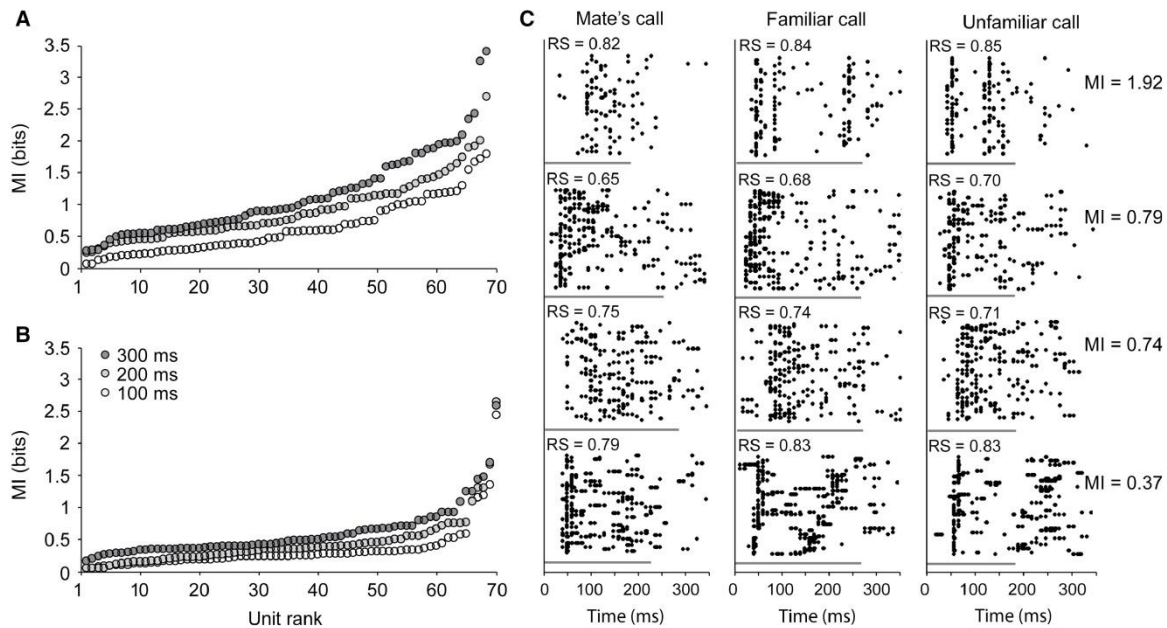 A
MI (bits)
3.5
3
2.5
2
1.5
1
0.5
0
1 10 20 30 40 50 60 70
B
MI (bits)
3.5
3
2.5
2
1.5
1
0.5
0
300 ms
200 ms
100 ms
1 10 20 30 40 50 60 70
Unit rank
C
Mate's call Familiar call Unfamiliar call
RS = 0.82 RS = 0.84 RS = 0.85 MI = 1.92
RS = 0.65 RS = 0.68 RS = 0.70 MI = 0.79
RS = 0.75 RS = 0.74 RS = 0.71 MI = 0.74
RS = 0.79 RS = 0.83 RS = 0.83 MI = 0.37
0 100 200 300 0 100 200 300 0 100 200 300
Time (ms) Time (ms) Time (ms)